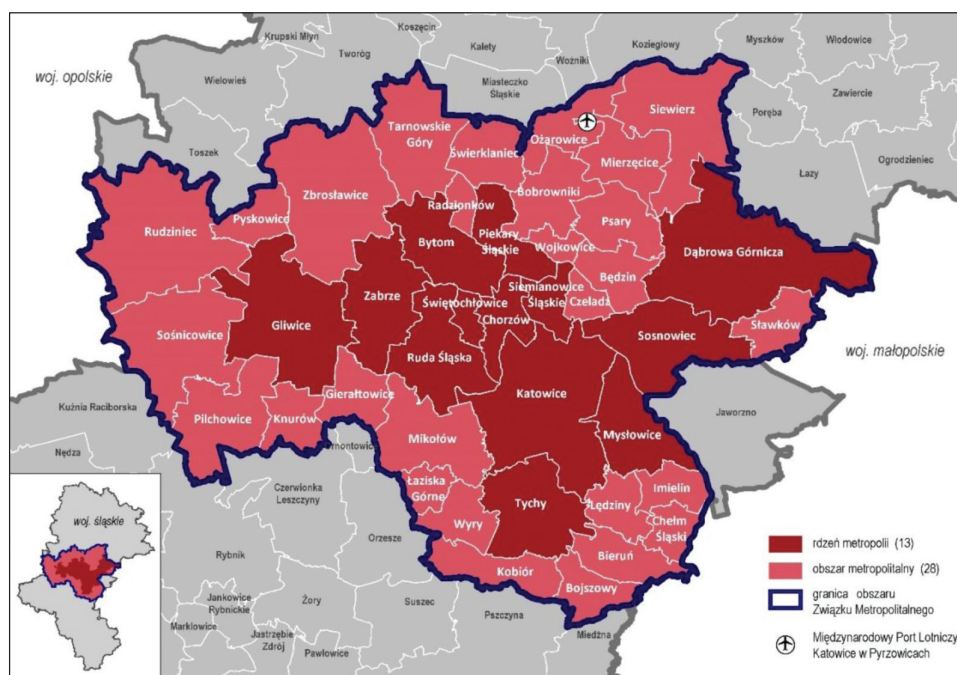 Koszęcin
Krupski Młyn
Tworóg
Kalety
Woźniki
Koziegłowy
Myszków
Włodowice
woj. opolskie
Wielowieś
Miasteczko
Śląskie
Siewierz
Poręba
Zawiercie
Tarnowskie
Góry
Świerklaniec
Ożarowice
Mierzęcice
Ogrodzieniec
Toszek
Łazy
Zbrosławice
Bobrowniki
Radzionków
Pyskowice
Psary
Rudziniec
Bytom
Piekary
Śląskie
Wojkowice
Dąbrowa Górnicza
Będzin
Zabrze
Siemianowice
Śląskie
Czeladź
Świętochłowice
Chorzów
Gliwice
Sośnicowice
Sosnowiec
Sławków
Ruda Śląska
woj. małopolskie
Katowice
Gierałtowice
Kuźnia Raciborska
Pilchowice
Knurów
Mikołów
Mysłowice
Jaworzno
Nędza
Łaziska
Górne
Imielin
Czerwionka
Leszczyny
Tychy
Lędziny
Chełm
Śląski
woj. śląskie
Wyry
Orzesze
Rybnik
Bieruń
Kobiór
Bojszowy
Jankowice
Rybnickie
Żory
Suszec
Pszczyna
Miedźna
Marklowice
Jastrzębie
Zdrój
Pawłowice
rdzeń metropolii (13)
obszar metropolitalny (28)
granica obszaru
Związku Metropolitalnego
Międzynarodowy Port Lotniczy
Katowice w Pyrzowicach